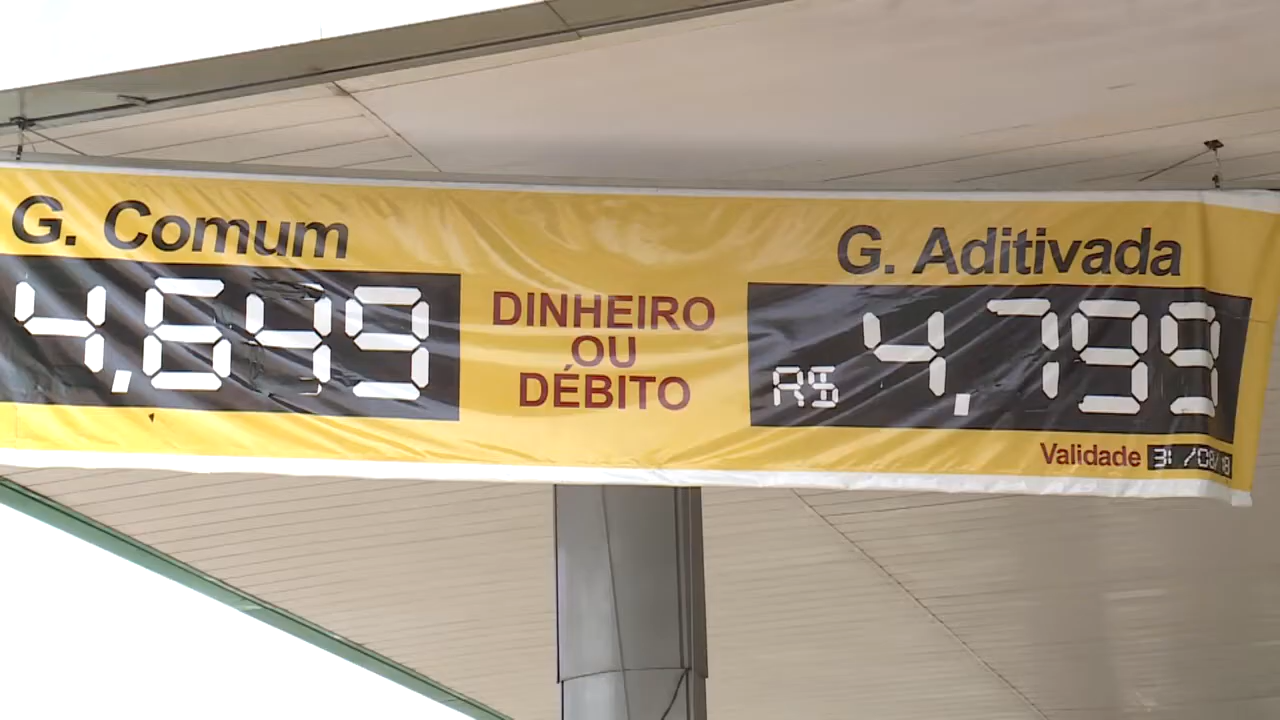 G. Comum
4,649
DINHEIRO
OU
DÉBITO
G. Aditivada
R$ 4,799
Validade 31/08/18